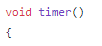 void timer()
{